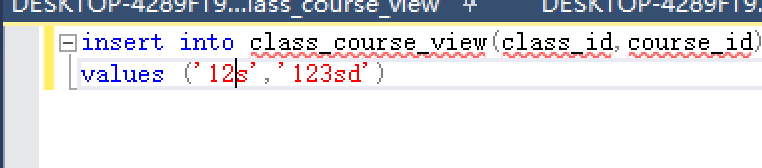 DESKTOP-4289F19...lass_course_view DESKTOP-4289F19.
insert into class_course_view(class_id,course_id)
values ('12s','123sd')